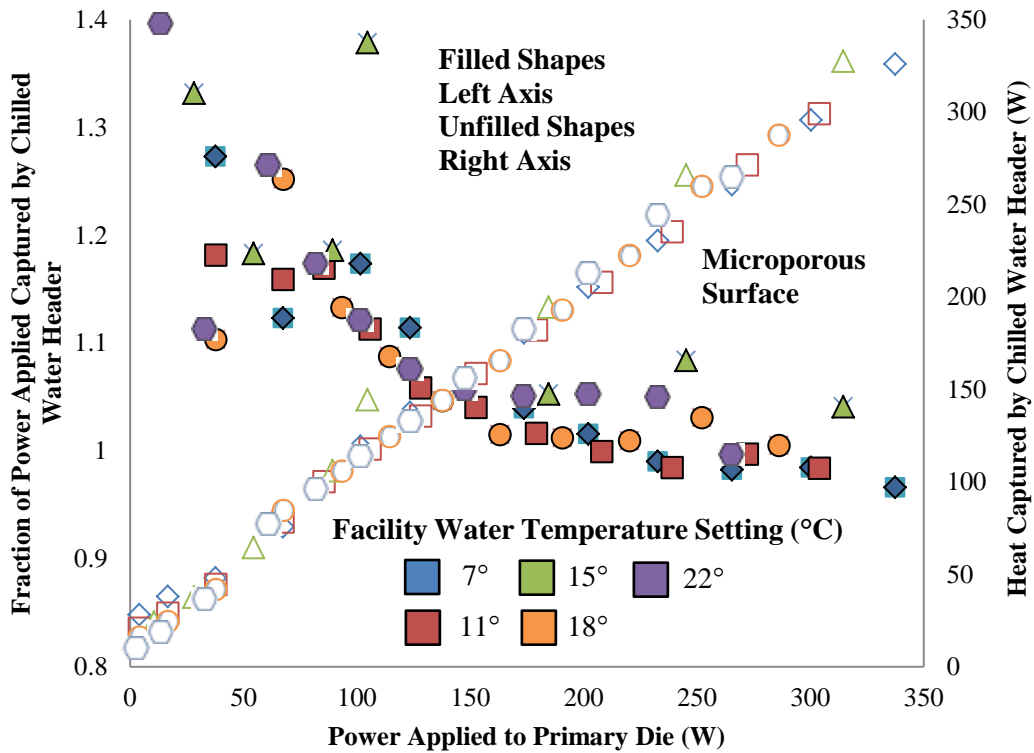 1.4
1.3
1.2
1.1
1
0.9
0.8
Fraction of Power Applied Captured by Chilled
Water Header
350
300
250
200
150
100
50
0
Heat Captured by Chilled Water Header (W)
Filled Shapes
Left Axis
Unfilled Shapes
Right Axis
Microporous
Surface
Facility Water Temperature Setting (°C)
7° 15° 22°
11° 18°
0 50 100 150 200 250 300 350
Power Applied to Primary Die (W)